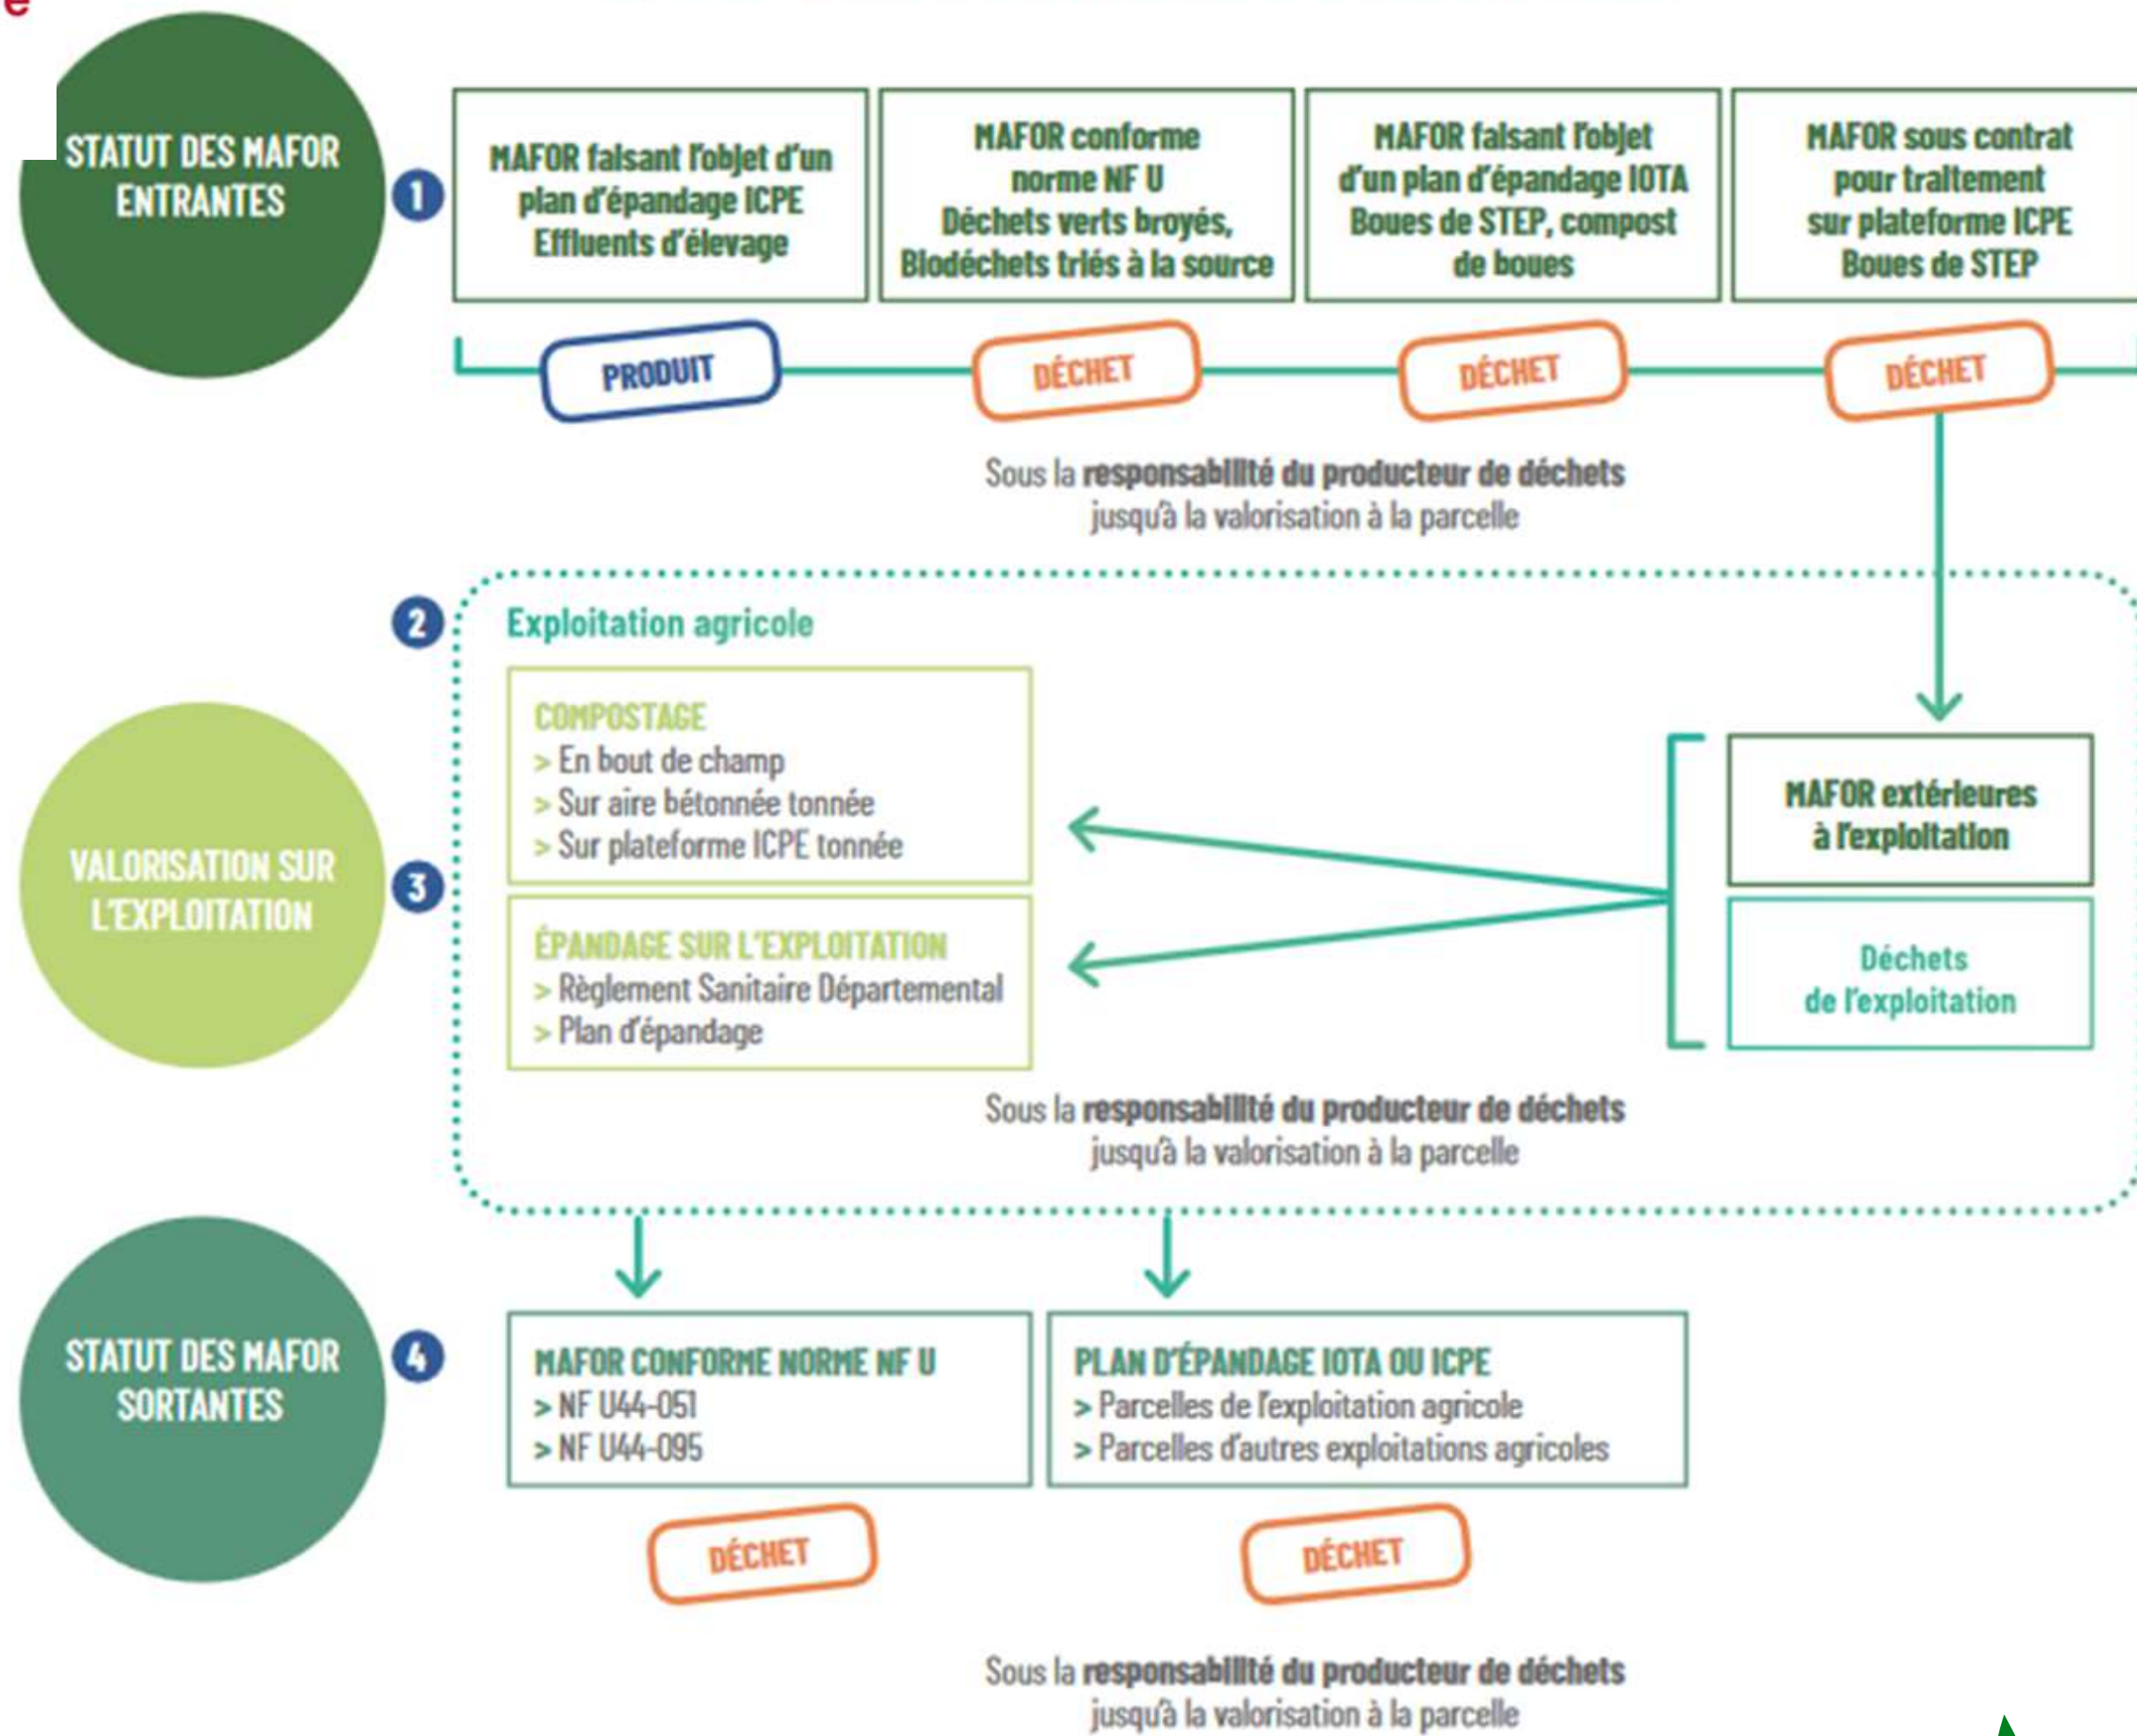 e
STATUT DES MAFOR
ENTRANTES
1
MAFOR faisant l'objet d'un
plan d'épandage ICPE
Effluents d'élevage
MAFOR conforme
norme NF U
Déchets verts broyés,
Biodéchets triés à la source
MAFOR faisant l'objet
d'un plan d'épandage IOTA
Boues de STEP, compost
de boues
MAFOR sous contrat
pour traitement
sur plateforme ICPE
Boues de STEP
PRODUIT
DÉCHET
DÉCHET
DÉCHET
Sous la responsabilité du producteur de déchets
jusqu'à la valorisation à la parcelle
2
Exploitation agricole
VALORISATION SUR
L'EXPLOITATION
3
COMPOSTAGE
> En bout de champ
> Sur aire bétonnée tonnée
> Sur plateforme ICPE tonnée
ÉPANDAGE SUR L'EXPLOITATION
> Règlement Sanitaire Départemental
> Plan d'épandage
MAFOR extérieures
à l'exploitation
Déchets
de l'exploitation
Sous la responsabilité du producteur de déchets
jusqu'à la valorisation à la parcelle
STATUT DES MAFOR
SORTANTES
4
MAFOR CONFORME NORME NF U
> NF U44-051
> NF U44-095
PLAN D'ÉPANDAGE IOTA OU ICPE
> Parcelles de l'exploitation agricole
> Parcelles d'autres exploitations agricoles
DÉCHET
DÉCHET
Sous la responsabilité du producteur de déchets
jusqu'à la valorisation à la parcelle